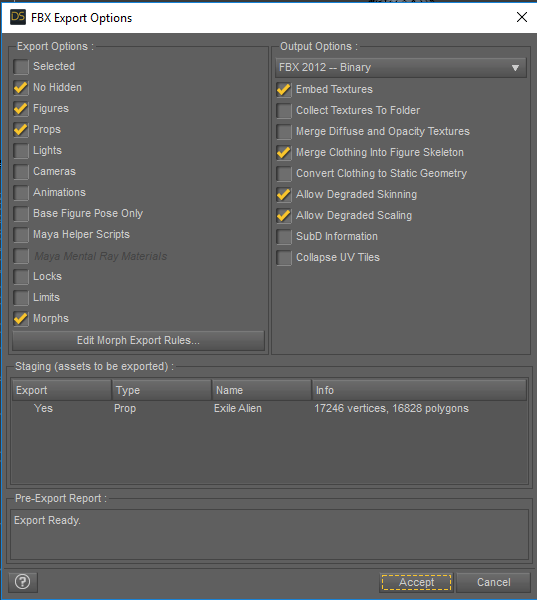 DS FBX Export Options
Export Options :
Selected
No Hidden
Figures
Props
Lights
Cameras
Animations
Base Figure Pose Only
Maya Helper Scripts
Maya Mental Ray Materials
Locks
Limits
Morphs
Edit Morph Export Rules...
Output Options :
FBX 2012 -- Binary
Embed Textures
Collect Textures To Folder
Merge Diffuse and Opacity Textures
Merge Clothing Into Figure Skeleton
Convert Clothing to Static Geometry
Allow Degraded Skinning
Allow Degraded Scaling
SubD Information
Collapse UV Tiles
Staging (assets to be exported) :
Export Type Name Info
Yes Prop Exile Alien 17246 vertices, 16828 polygons
Pre-Export Report :
Export Ready.
? Accept Cancel